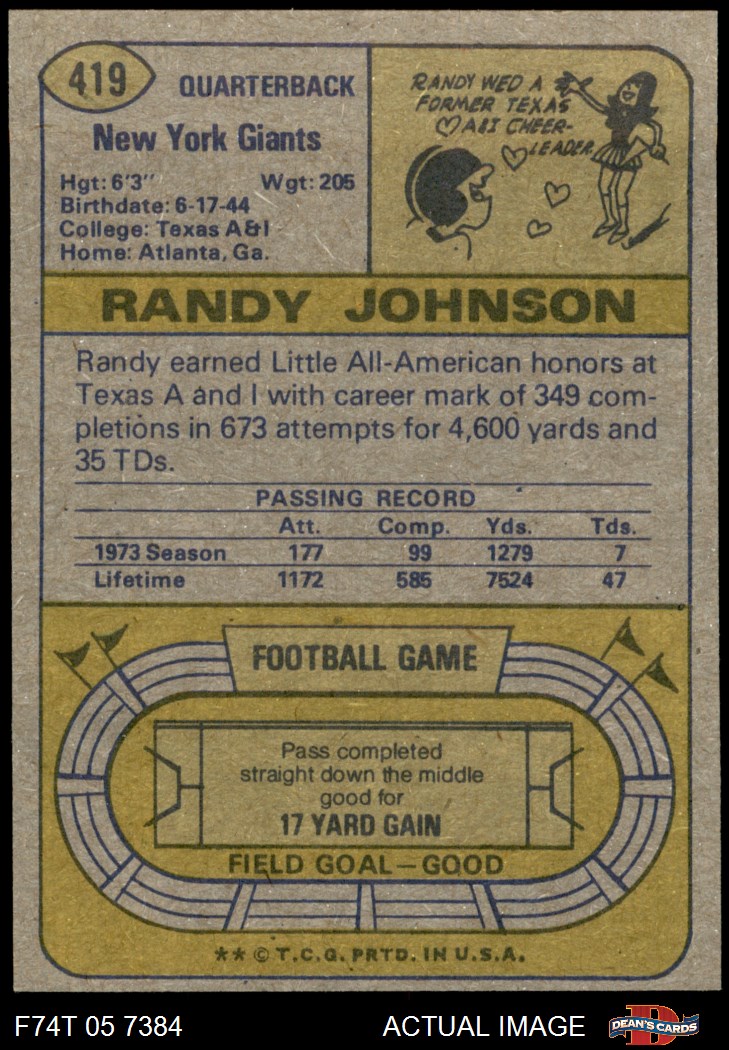 419
QUARTERBACK
New York Giants
Hgt: 6'3" Wgt: 205
Birthdate: 6-17-44
College: Texas A&I
Home: Atlanta, Ga.
RANDY WED A
FORMER TEXAS
A&I CHEER-
LEADER
RANDY JOHNSON
Randy earned Little All-American honors at
Texas A and I with career mark of 349 com-
pletions in 673 attempts for 4,600 yards and
35 TDs.
PASSING RECORD
Att. Comp. Yds. Tds.
1973 Season 177 99 1279 7
Lifetime 1172 585 7524 47
FOOTBALL GAME
Pass completed
straight down the middle
good for
17 YARD GAIN
FIELD GOAL—GOOD
** © T.C.G. PRTD. IN U.S.A.
F74T 05 7384 ACTUAL IMAGE DEAN'S CARDS